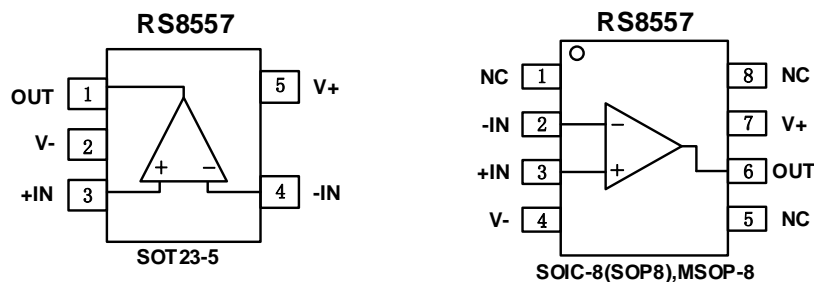 RS8557
OUT 1
5 V+
V- 2
+IN 3
+ −
4 -IN
SOT23-5
RS8557
NC 1
8 NC
-IN 2
−
7 V+
+IN 3
+
6 OUT
V- 4
5 NC
SOIC-8(SOP8),MSOP-8